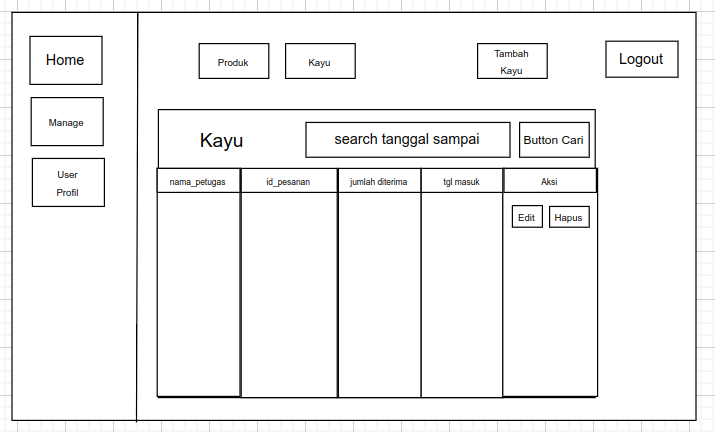 Home
Manage
User
Profil
Produk
Kayu
Tambah
Kayu
Logout
Kayu
search tanggal sampai
Button Cari
nama_petugas
id_pesanan
jumlah diterima
tgl masuk
Aksi
Edit
Hapus